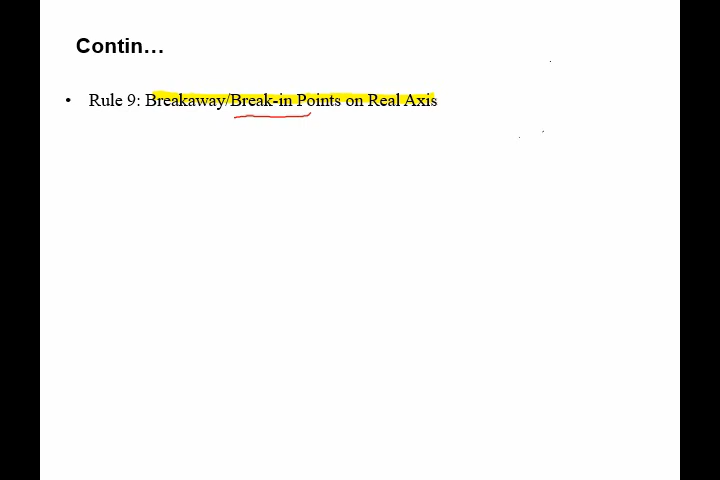 Contin…
• Rule 9: Breakaway/Break-in Points on Real Axis